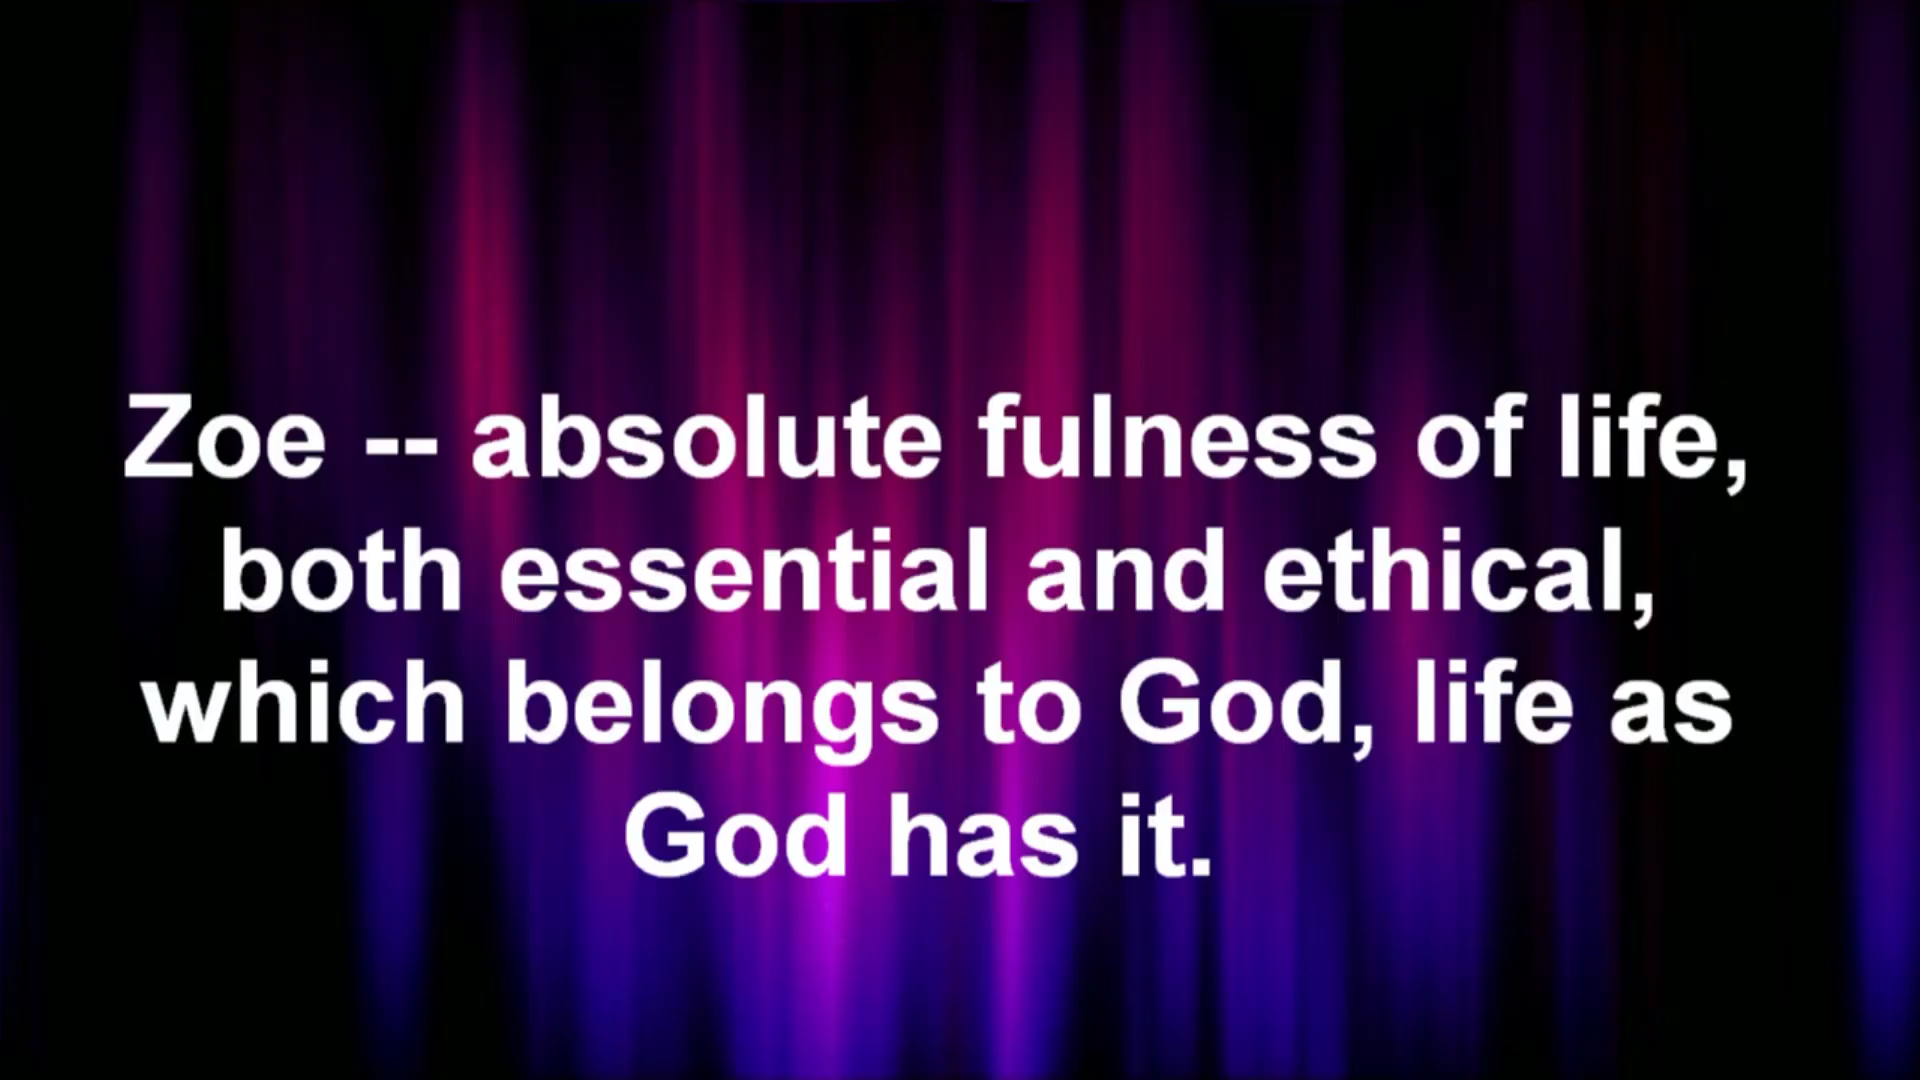 Zoe -- absolute fulness of life,
both essential and ethical,
which belongs to God, life as
God has it.